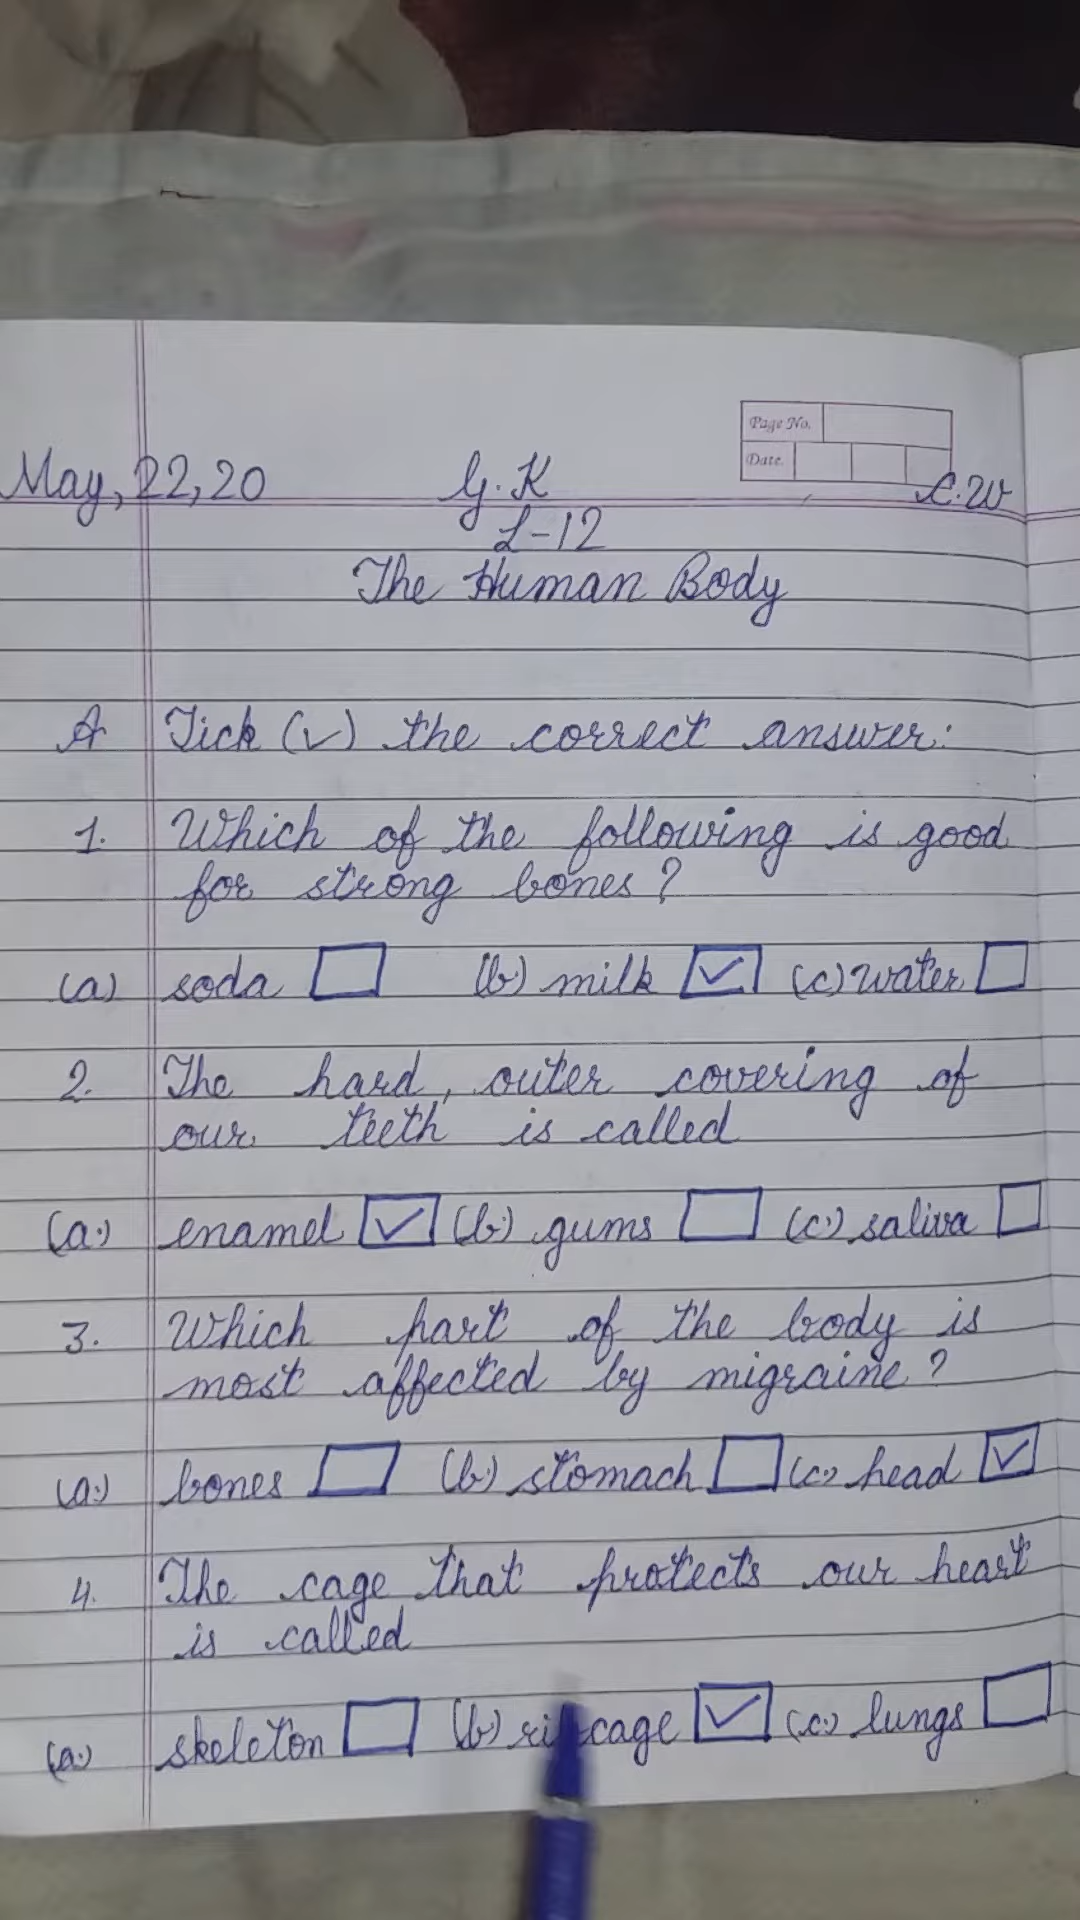 Page No.
Date.
May, 22, 20 G.K C.W
L-12
The Human Body
A Tick (✓) the correct answer:
1. Which of the following is good
for strong bones?
(a) soda (b) milk ✓ (c) water
2. The hard, outer covering of
our teeth is called
(a.) enamel ✓ (b.) gums (c.) saliva
3. Which part of the body is
most affected by migraine?
(a.) bones (b.) stomach (c.) head ✓
4. The cage that protects our heart
is called
(a.) skeleton (b.) ✓ (c.) lungs